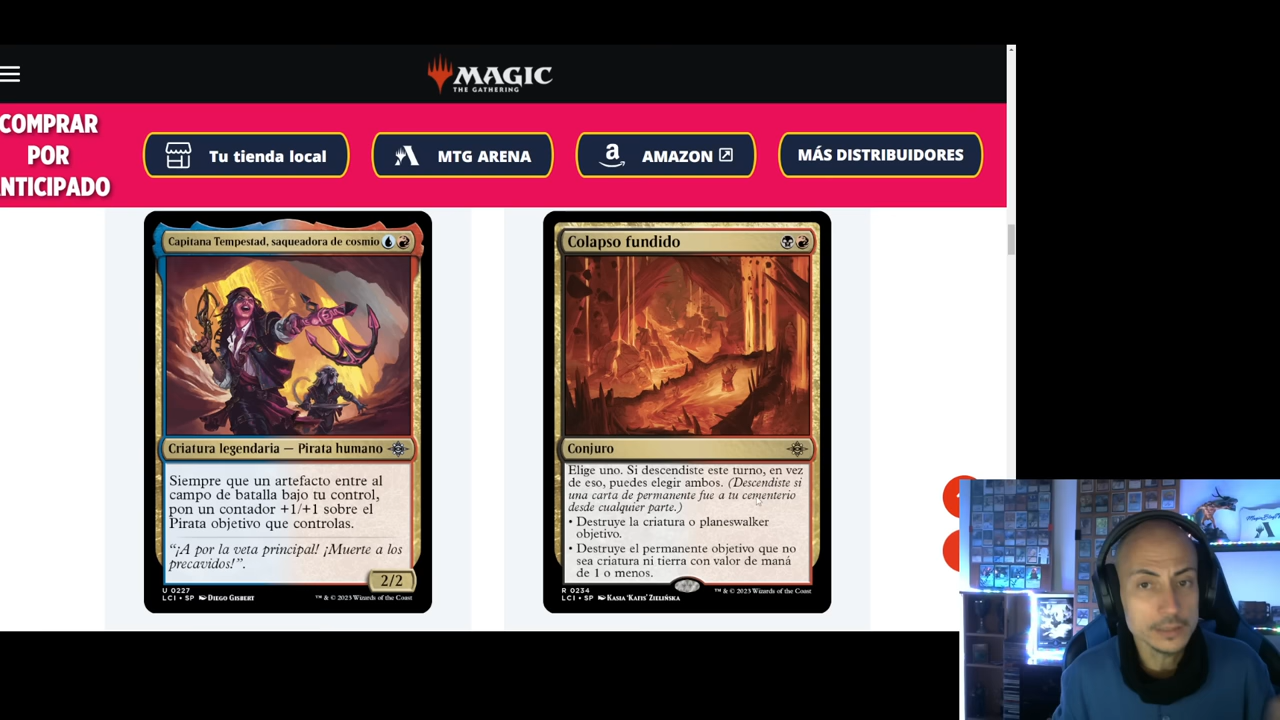 MAGIC
THE GATHERING
COMPRAR
POR
NTICIPADO
Tu tienda local
MTG ARENA
AMAZON
MÁS DISTRIBUIDORES
Capitana Tempestad, saqueadora de cosmio
Criatura legendaria — Pirata humano
Siempre que un artefacto entre al
campo de batalla bajo tu control,
pon un contador +1/+1 sobre el
Pirata objetivo que controlas.
“¡A por la veta principal! ¡Muerte a los
precavidos!”.
2/2
U 0227
LCI • SP DIEGO GISBERT
™ & © 2023 Wizards of the Coast
Colapso fundido
Conjuro
Elige uno. Si descendiste este turno, en vez
de eso, puedes elegir ambos. (Descendiste si
una carta de permanente fue a tu cementerio
desde cualquier parte.)
• Destruye la criatura o planeswalker
objetivo.
• Destruye el permanente objetivo que no
sea criatura ni tierra con valor de maná
de 1 o menos.
R 0234
LCI • SP KASIA 'KAFIS' ZIELIŃSKA
™ & © 2023 Wizards of the Coast